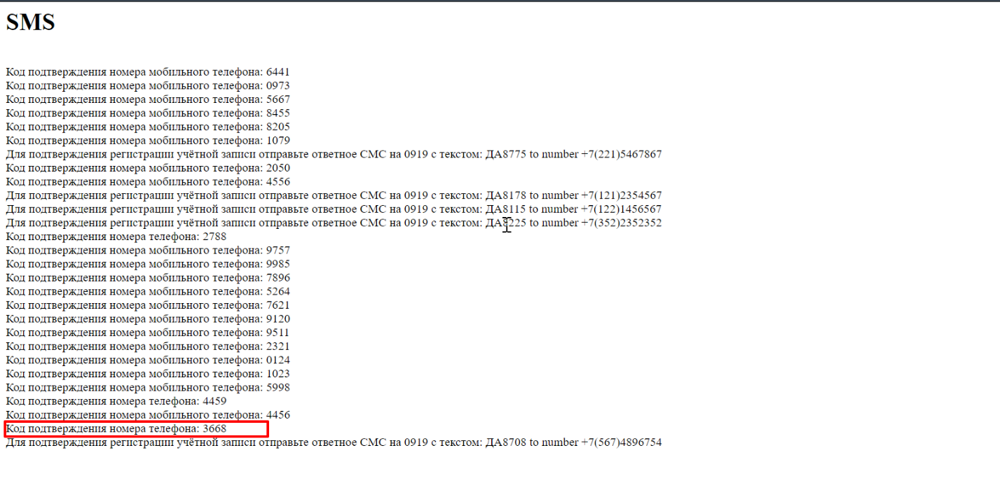 SMS
Код подтверждения номера мобильного телефона: 6441
Код подтверждения номера мобильного телефона: 0973
Код подтверждения номера мобильного телефона: 5667
Код подтверждения номера мобильного телефона: 8455
Код подтверждения номера мобильного телефона: 8205
Код подтверждения номера мобильного телефона: 1079
Для подтверждения регистрации учётной записи отправьте ответное СМС на 0919 с текстом: ДА8775 to number +7(221)5467867
Код подтверждения номера мобильного телефона: 2050
Код подтверждения номера мобильного телефона: 4556
Для подтверждения регистрации учётной записи отправьте ответное СМС на 0919 с текстом: ДА8178 to number +7(121)2354567
Для подтверждения регистрации учётной записи отправьте ответное СМС на 0919 с текстом: ДА8115 to number +7(122)1456567
Для подтверждения регистрации учётной записи отправьте ответное СМС на 0919 с текстом: ДА8225 to number +7(352)2352352
Код подтверждения номера телефона: 2788
Код подтверждения номера мобильного телефона: 9757
Код подтверждения номера мобильного телефона: 9985
Код подтверждения номера мобильного телефона: 7896
Код подтверждения номера мобильного телефона: 5264
Код подтверждения номера мобильного телефона: 7621
Код подтверждения номера мобильного телефона: 9120
Код подтверждения номера мобильного телефона: 9511
Код подтверждения номера мобильного телефона: 2321
Код подтверждения номера мобильного телефона: 0124
Код подтверждения номера мобильного телефона: 1023
Код подтверждения номера мобильного телефона: 5998
Код подтверждения номера телефона: 4459
Код подтверждения номера мобильного телефона: 4456
Код подтверждения номера телефона: 3668
Для подтверждения регистрации учётной записи отправьте ответное СМС на 0919 с текстом: ДА8708 to number +7(567)4896754